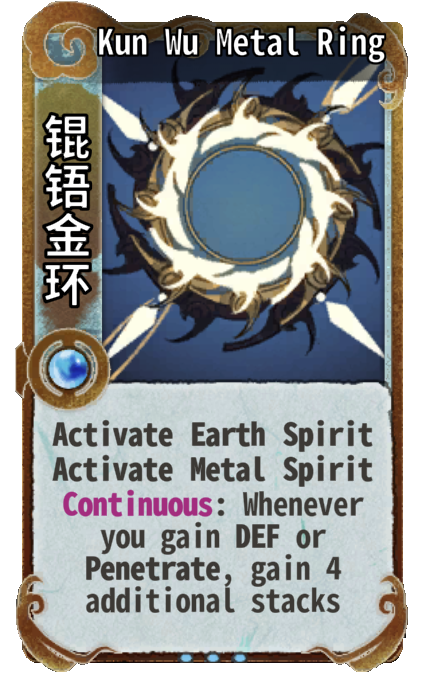 Kun Wu Metal Ring
锟铻金环
Activate Earth Spirit
Activate Metal Spirit
Continuous: Whenever
you gain DEF or
Penetrate, gain 4
additional stacks